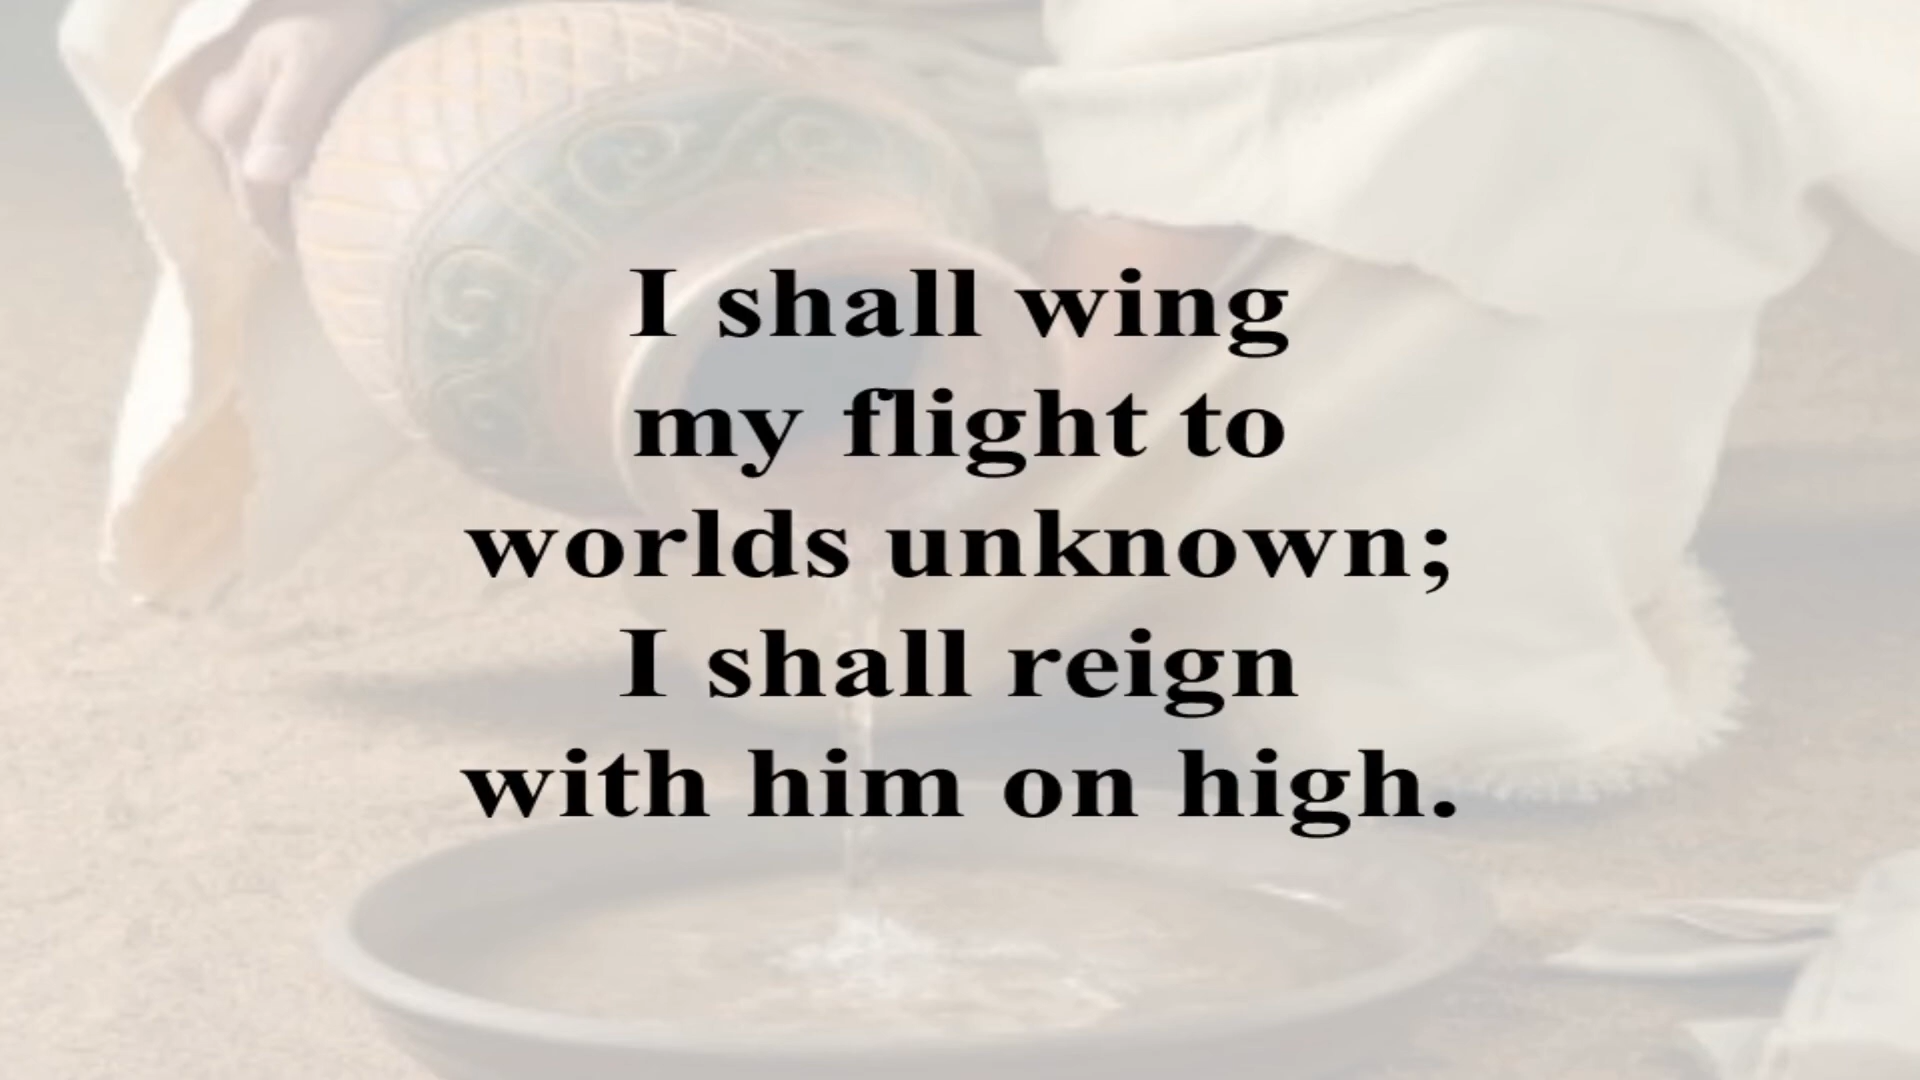 I shall wing
my flight to
worlds unknown;
I shall reign
with him on high.